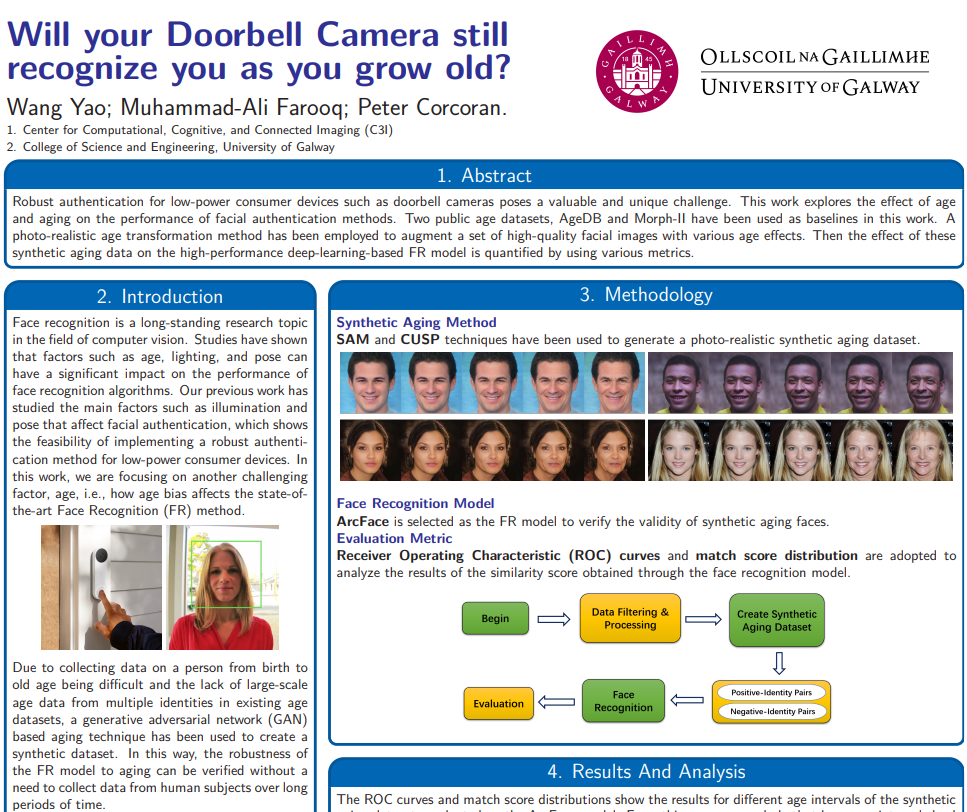 Will your Doorbell Camera still
recognize you as you grow old?
Wang Yao; Muhammad-Ali Farooq; Peter Corcoran.
1. Center for Computational, Cognitive, and Connected Imaging (C3I)
2. College of Science and Engineering, University of Galway
GAILLIMH
18 45
GALWAY
OLLSCOIL NA GAILLIMHE
UNIVERSITY OF GALWAY
1. Abstract
Robust authentication for low-power consumer devices such as doorbell cameras poses a valuable and unique challenge. This work explores the effect of age
and aging on the performance of facial authentication methods. Two public age datasets, AgeDB and Morph-II have been used as baselines in this work. A
photo-realistic age transformation method has been employed to augment a set of high-quality facial images with various age effects. Then the effect of these
synthetic aging data on the high-performance deep-learning-based FR model is quantified by using various metrics.
2. Introduction
Face recognition is a long-standing research topic
in the field of computer vision. Studies have shown
that factors such as age, lighting, and pose can
have a significant impact on the performance of
face recognition algorithms. Our previous work has
studied the main factors such as illumination and
pose that affect facial authentication, which shows
the feasibility of implementing a robust authenti-
cation method for low-power consumer devices. In
this work, we are focusing on another challenging
factor, age, i.e., how age bias affects the state-of-
the-art Face Recognition (FR) method.
Due to collecting data on a person from birth to
old age being difficult and the lack of large-scale
age data from multiple identities in existing age
datasets, a generative adversarial network (GAN)
based aging technique has been used to create a
synthetic dataset. In this way, the robustness of
the FR model to aging can be verified without a
need to collect data from human subjects over long
periods of time.
3. Methodology
Synthetic Aging Method
SAM and CUSP techniques have been used to generate a photo-realistic synthetic aging dataset.
Face Recognition Model
ArcFace is selected as the FR model to verify the validity of synthetic aging faces.
Evaluation Metric
Receiver Operating Characteristic (ROC) curves and match score distribution are adopted to
analyze the results of the similarity score obtained through the face recognition model.
Begin
Data Filtering &
Processing
Create Synthetic
Aging Dataset
Positive-Identity Pairs
Negative-Identity Pairs
Face
Recognition
Evaluation
4. Results And Analysis
The ROC curves and match score distributions show the results for different age intervals of the synthetic